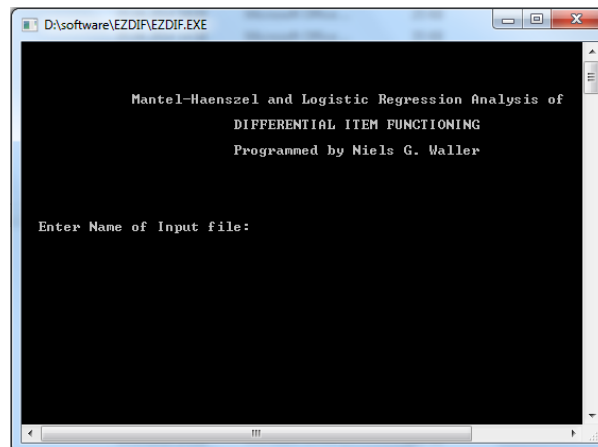 D:\software\EZDIF\EZDIF.EXE
Mantel-Haenszel and Logistic Regression Analysis of
DIFFERENTIAL ITEM FUNCTIONING
Programmed by Niels G. Waller
Enter Name of Input file: